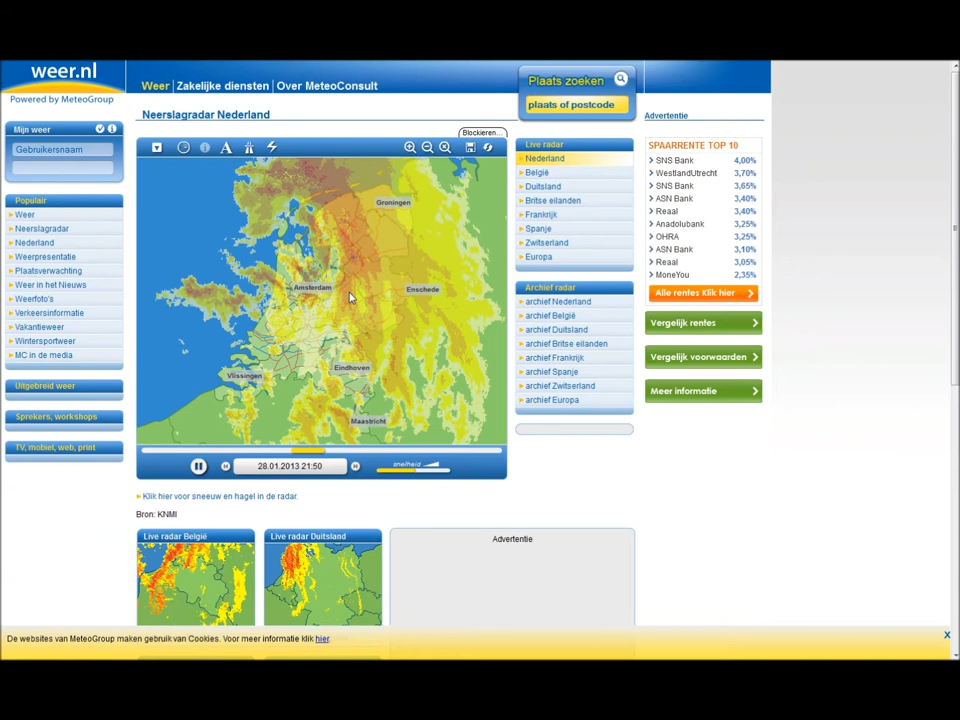 weer.nl
Powered by MeteoGroup
Weer | Zakelijke diensten | Over MeteoConsult
Plaats zoeken
plaats of postcode
Neerslagradar Nederland
Advertentie
Mijn weer
Gebruikersnaam
Populair
Weer
Neerslagradar
Nederland
Weerpresentatie
Plaatsverwachting
Weer in het Nieuws
Weerfoto's
Verkeersinformatie
Vakantieweer
Wintersportweer
MC in de media
Uitgebreid weer
Sprekers, workshops
TV, mobiel, web, print
Blockieren...
A
Groningen
Amsterdam
Enschede
Eindhoven
Vlissingen
Maastricht
28.01.2013 21:50
snelheid
Klik hier voor sneeuw en hagel in de radar.
Bron: KNMI
Live radar België
Live radar Duitsland
Advertentie
Live radar
Nederland
België
Duitsland
Britse eilanden
Frankrijk
Spanje
Zwitserland
Europa
Archief radar
archief Nederland
archief België
archief Duitsland
archief Britse eilanden
archief Frankrijk
archief Spanje
archief Zwitserland
archief Europa
SPAARRENTE TOP 10
SNS Bank 4,00%
WestlandUtrecht 3,70%
SNS Bank 3,65%
ASN Bank 3,40%
Reaal 3,40%
Anadolubank 3,25%
OHRA 3,25%
ASN Bank 3,10%
Reaal 3,05%
MoneYou 2,35%
Alle rentes Klik hier
Vergelijk rentes
Vergelijk voorwaarden
Meer informatie
De websites van MeteoGroup maken gebruik van Cookies. Voor meer informatie klik hier.
X